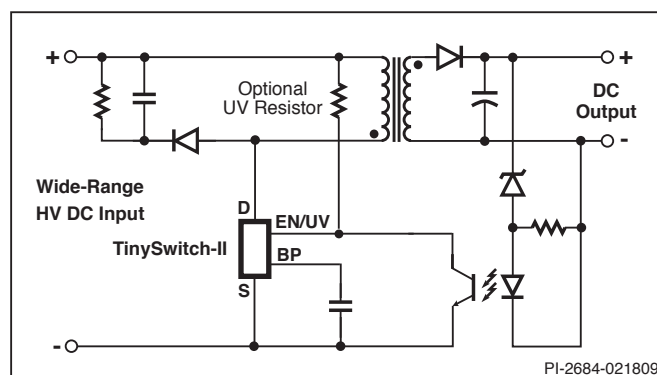 +
+
Optional
UV Resistor
DC
Output
-
Wide-Range
HV DC Input
D
EN/UV
TinySwitch-II
BP
S
-
PI-2684-021809